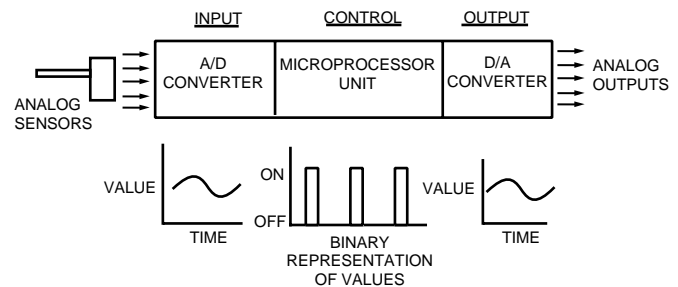 INPUT CONTROL OUTPUT
A/D CONVERTER
MICROPROCESSOR UNIT
D/A CONVERTER
ANALOG SENSORS
ANALOG OUTPUTS
VALUE
TIME
ON
OFF
BINARY
REPRESENTATION
OF VALUES
VALUE
TIME